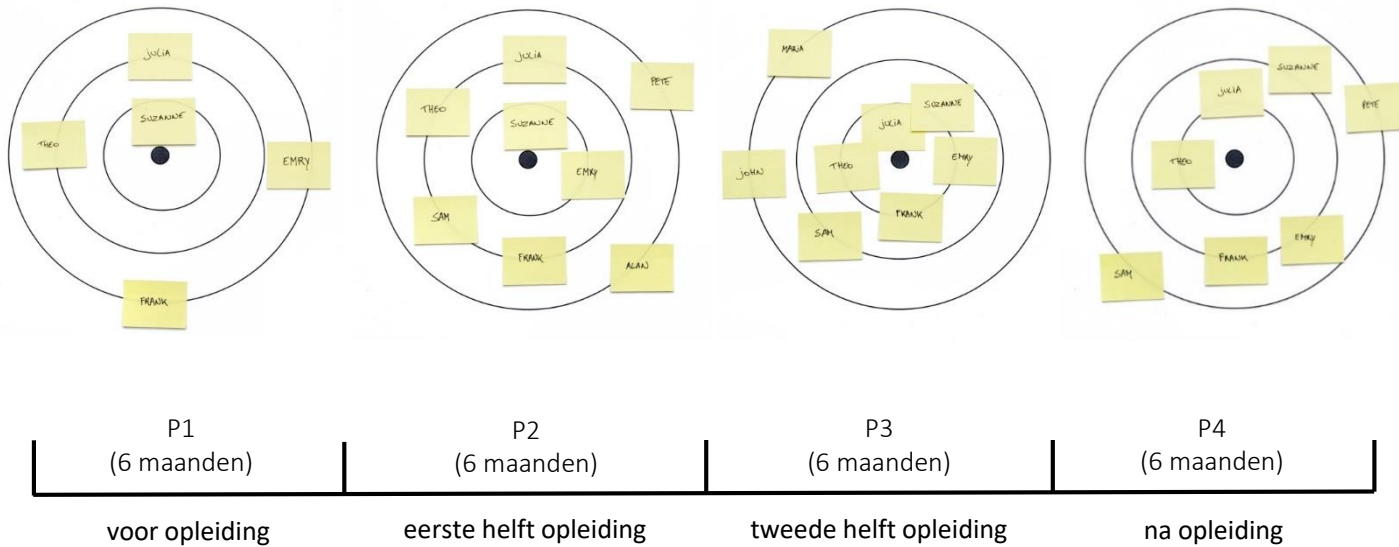 JULIA
SUZANNE
THEO
EMRY
FRANK
JULIA
PETE
THEO
SUZANNE
EMRY
SAM
FRANK
ALAN
MARIA
SUZANNE
JULIA
JOHN
THEO
EMRY
FRANK
SAM
SUZANNE
JULIA
PETE
THEO
EMRY
FRANK
SAM
P1
(6 maanden)
P2
(6 maanden)
P3
(6 maanden)
P4
(6 maanden)
voor opleiding
eerste helft opleiding
tweede helft opleiding
na opleiding